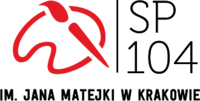 SP
104
IM. JANA MATEJKI W KRAKOWIE